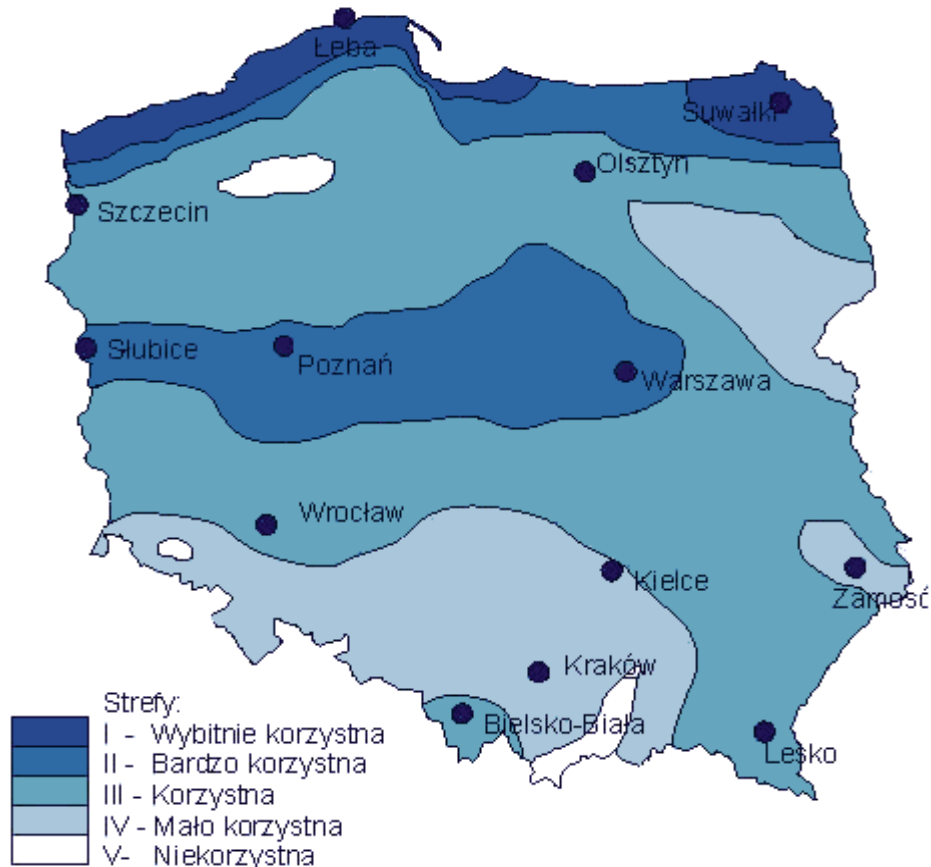 Łeba
Suwałki
Olsztyn
Szczecin
Słubice
Poznań
Warszawa
Wrocław
Kielce
Zamość
Kraków
Bielsko-Biała
Lesko
Strefy:
I - Wybitnie korzystna
II - Bardzo korzystna
III - Korzystna
IV - Mało korzystna
V- Niekorzystna